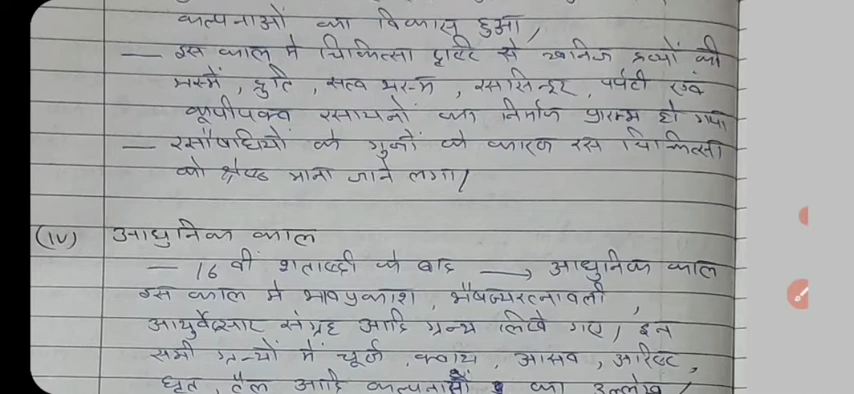 कल्पनाओं का विकास हुआ /
— इस काल में चिकित्सा दृष्टि से खनिज द्रव्यों की
भस्में, द्रुति, सत्व भस्म, रससिन्दूर, पर्पटी एवं
कूपीपक्व रसायनों का निर्माण प्रारम्भ हो गया
— रसौषधियों के गुणों के कारण रस चिकित्सा
को श्रेष्ठ माना जाने लगा /
(iv) आधुनिक काल
— 16 वीं शताब्दी के बाद → आधुनिक काल
इस काल में भावप्रकाश, भैषज्यरत्नावली,
आयुर्वेदसार संग्रह आदि ग्रन्थ लिखे गए / इन
सभी ग्रन्थों में चूर्ण, क्वाथ, आसव, अरिष्ट,
घृत, तैल आदि कल्पनाओं का उल्लेख /